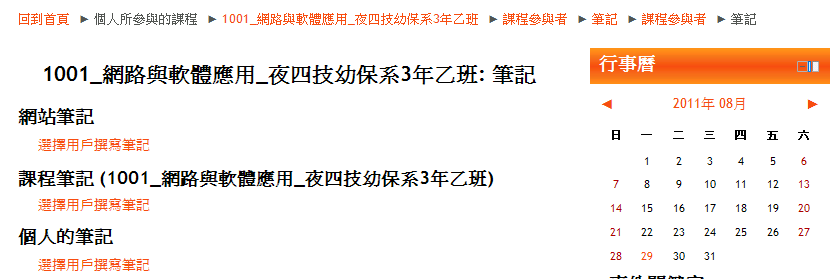 回到首頁 ► 個人所參與的課程 ► 1001_網路與軟體應用_夜四技幼保系3年乙班 ► 課程參與者 ► 筆記 ► 課程參與者 ► 筆記
1001_網路與軟體應用_夜四技幼保系3年乙班: 筆記
網站筆記
選擇用戶撰寫筆記
課程筆記 (1001_網路與軟體應用_夜四技幼保系3年乙班)
選擇用戶撰寫筆記
個人的筆記
選擇用戶撰寫筆記
行事曆
◄ 2011年 08月 ►
日 一 二 三 四 五 六
1 2 3 4 5 6
7 8 9 10 11 12 13
14 15 16 17 18 19 20
21 22 23 24 25 26 27
28 29 30 31